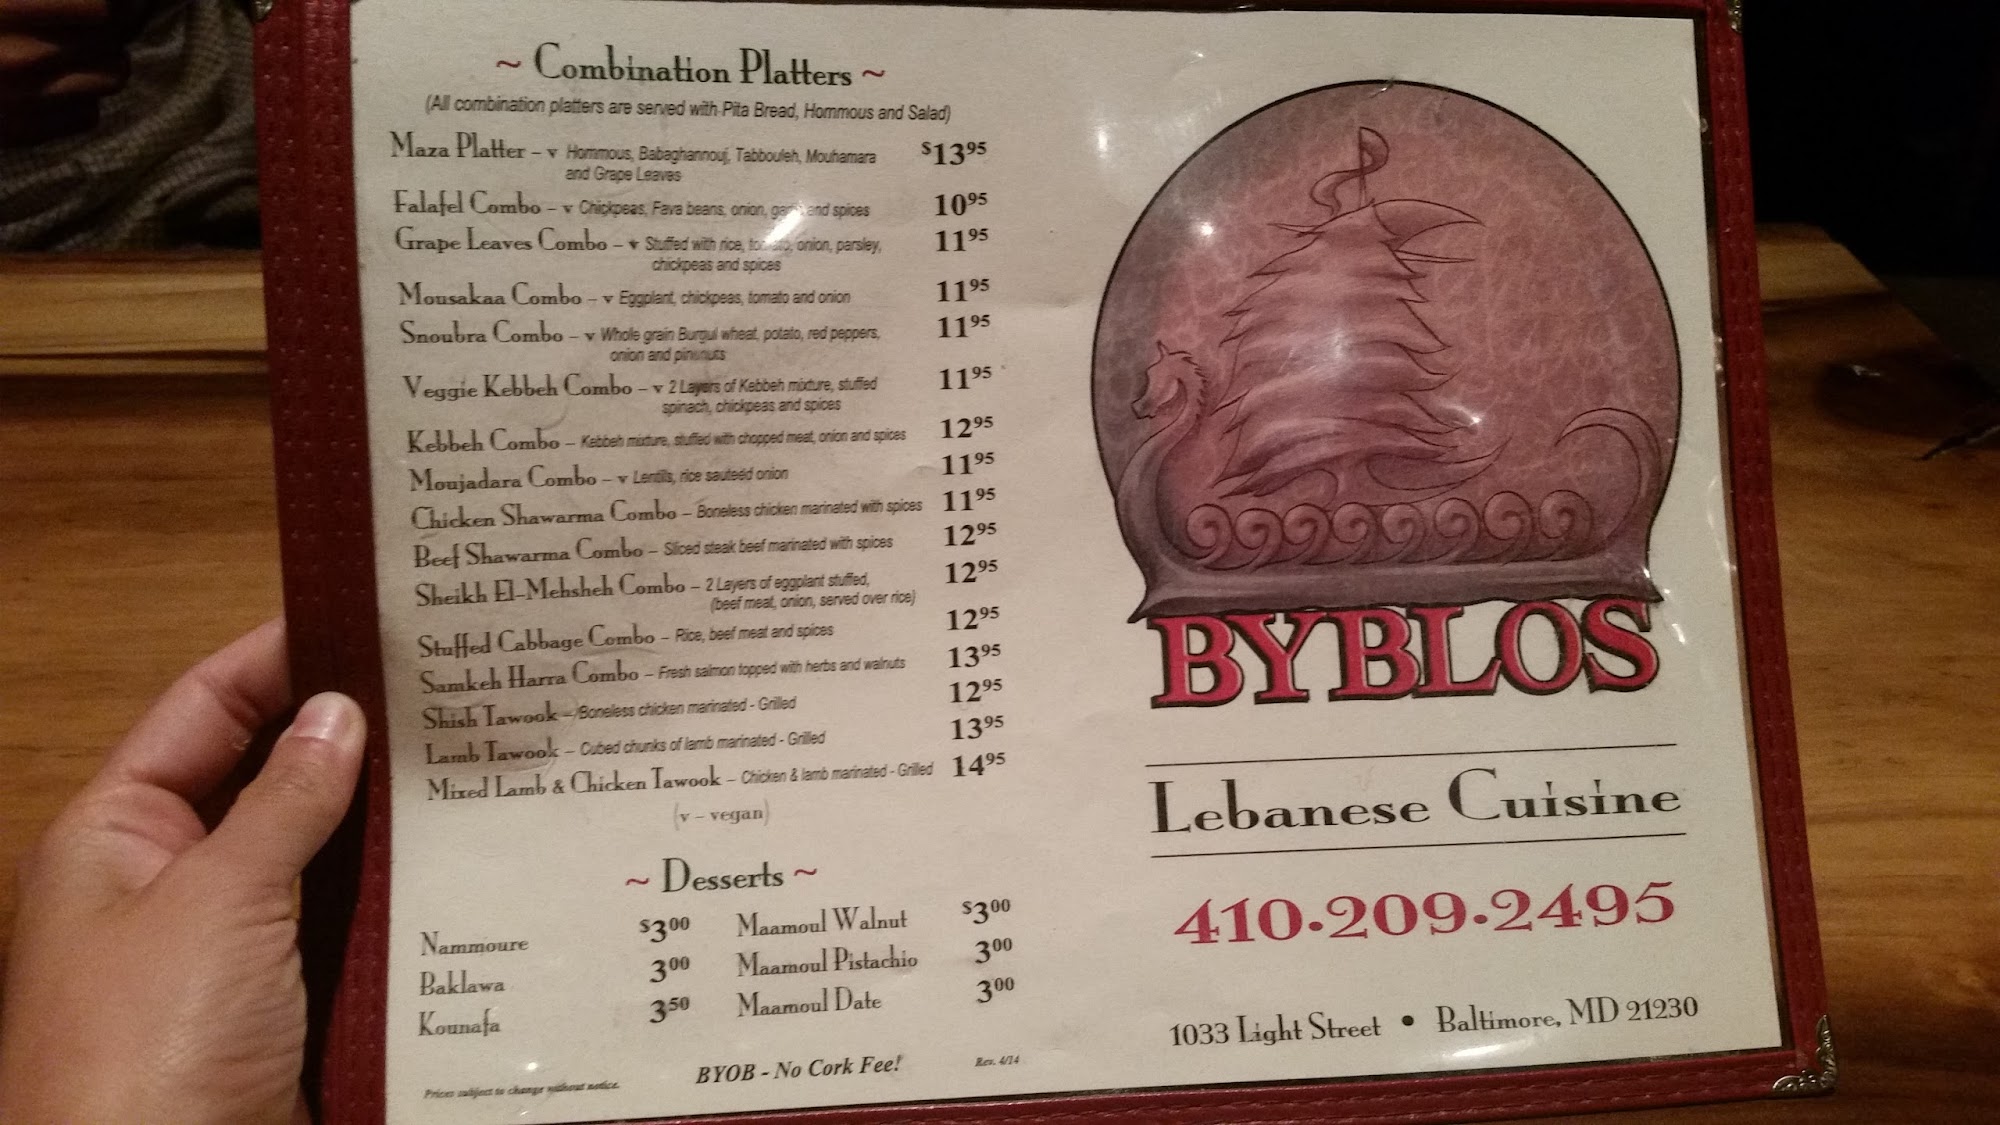 ~ Combination Platters ~
(All combination platters are served with Pita Bread, Hommous and Salad)
Maza Platter – v Hommous, Babaghannouj, Tabbouleh, Mouhamara $13.95
and Grape Leaves
Falafel Combo – v Chickpeas, Fava beans, onion, garlic and spices 10.95
Grape Leaves Combo – v Stuffed with rice, tomato, onion, parsley, 11.95
chickpeas and spices
Mousakaa Combo – v Eggplant, chickpeas, tomato and onion 11.95
Snoubra Combo – v Whole grain Burgul wheat, potato, red peppers, 11.95
onion and pinenuts
Veggie Kebbeh Combo – v 2 Layers of Kebbeh mixture, stuffed 11.95
spinach, chickpeas and spices
Kebbeh Combo – Kebbeh mixture, stuffed with chopped meat, onion and spices 12.95
Moujadara Combo – v Lentils, rice sauteéd onion 11.95
Chicken Shawarma Combo – Boneless chicken marinated with spices 11.95
Beef Shawarma Combo – Sliced steak beef marinated with spices 12.95
Sheikh El-Mehsheh Combo – 2 Layers of eggplant stuffed, 12.95
(beef meat, onion, served over rice)
Stuffed Cabbage Combo – Rice, beef meat and spices 12.95
Samkeh Harra Combo – Fresh salmon topped with herbs and walnuts 13.95
Shish Tawook – Boneless chicken marinated - Grilled 12.95
Lamb Tawook – Cubed chunks of lamb marinated - Grilled 13.95
Mixed Lamb & Chicken Tawook – Chicken & lamb marinated - Grilled 14.95
(v – vegan)
~ Desserts ~
Nammoure $3.00 Maamoul Walnut $3.00
Baklawa 3.00 Maamoul Pistachio 3.00
Kounafa 3.50 Maamoul Date 3.00
BYOB - No Cork Fee! Rev. 4/14
Prices subject to change without notice.
BYBLOS
Lebanese Cuisine
410•209•2495
1033 Light Street • Baltimore, MD 21230